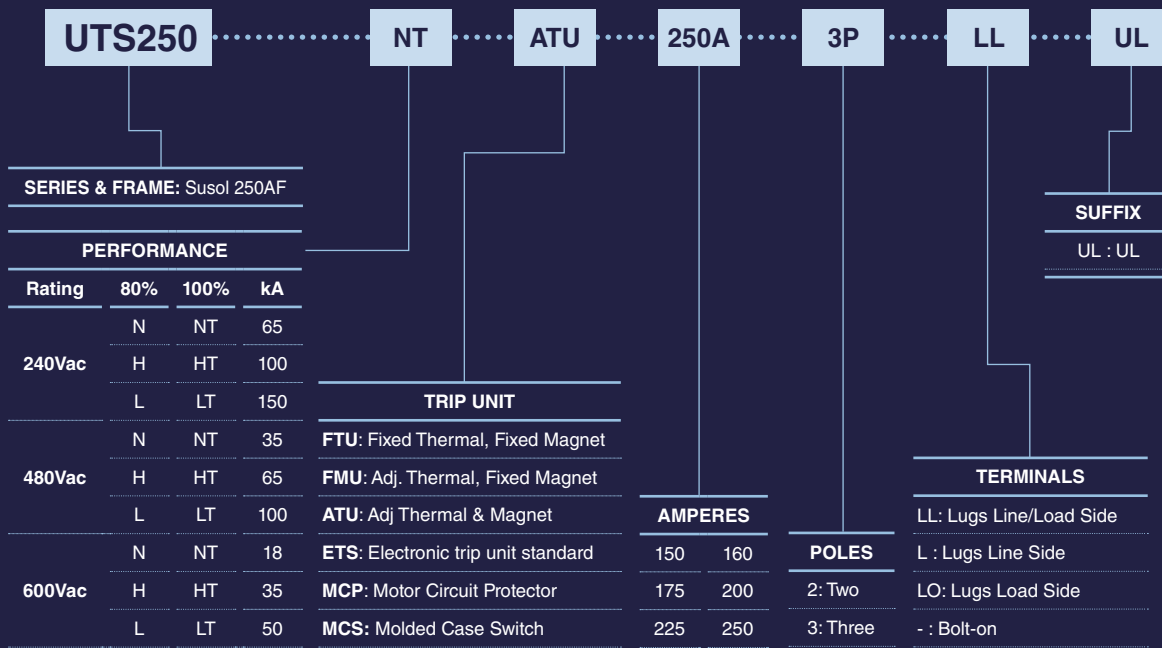 UTS250 NT ATU 250A 3P LL UL
SERIES & FRAME: Susol 250AF
PERFORMANCE
Rating 80% 100% kA
240Vac
N NT 65
H HT 100
L LT 150
480Vac
N NT 35
H HT 65
L LT 100
600Vac
N NT 18
H HT 35
L LT 50
TRIP UNIT
FTU: Fixed Thermal, Fixed Magnet
FMU: Adj. Thermal, Fixed Magnet
ATU: Adj Thermal & Magnet
ETS: Electronic trip unit standard
MCP: Motor Circuit Protector
MCS: Molded Case Switch
AMPERES
150 160
175 200
225 250
POLES
2: Two
3: Three
TERMINALS
LL: Lugs Line/Load Side
L : Lugs Line Side
LO: Lugs Load Side
- : Bolt-on
SUFFIX
UL : UL